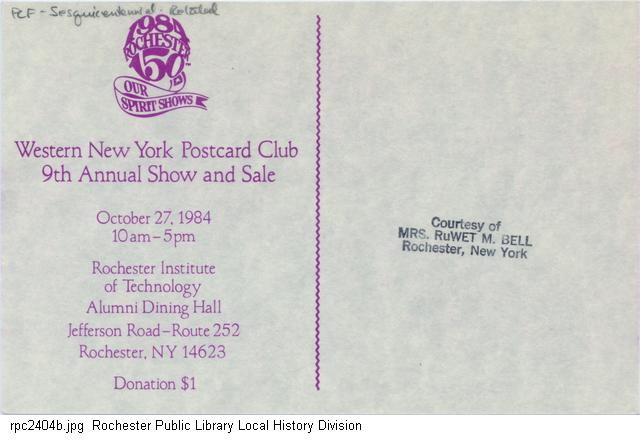 PCF - Sesquicentennial - Related
1984
ROCHESTER
150
OUR
SPIRIT SHOWS
Western New York Postcard Club
9th Annual Show and Sale
October 27, 1984
10am–5pm
Rochester Institute
of Technology
Alumni Dining Hall
Jefferson Road–Route 252
Rochester, NY 14623
Donation $1
Courtesy of
MRS. RuWET M. BELL
Rochester, New York
rpc2404b.jpg Rochester Public Library Local History Division